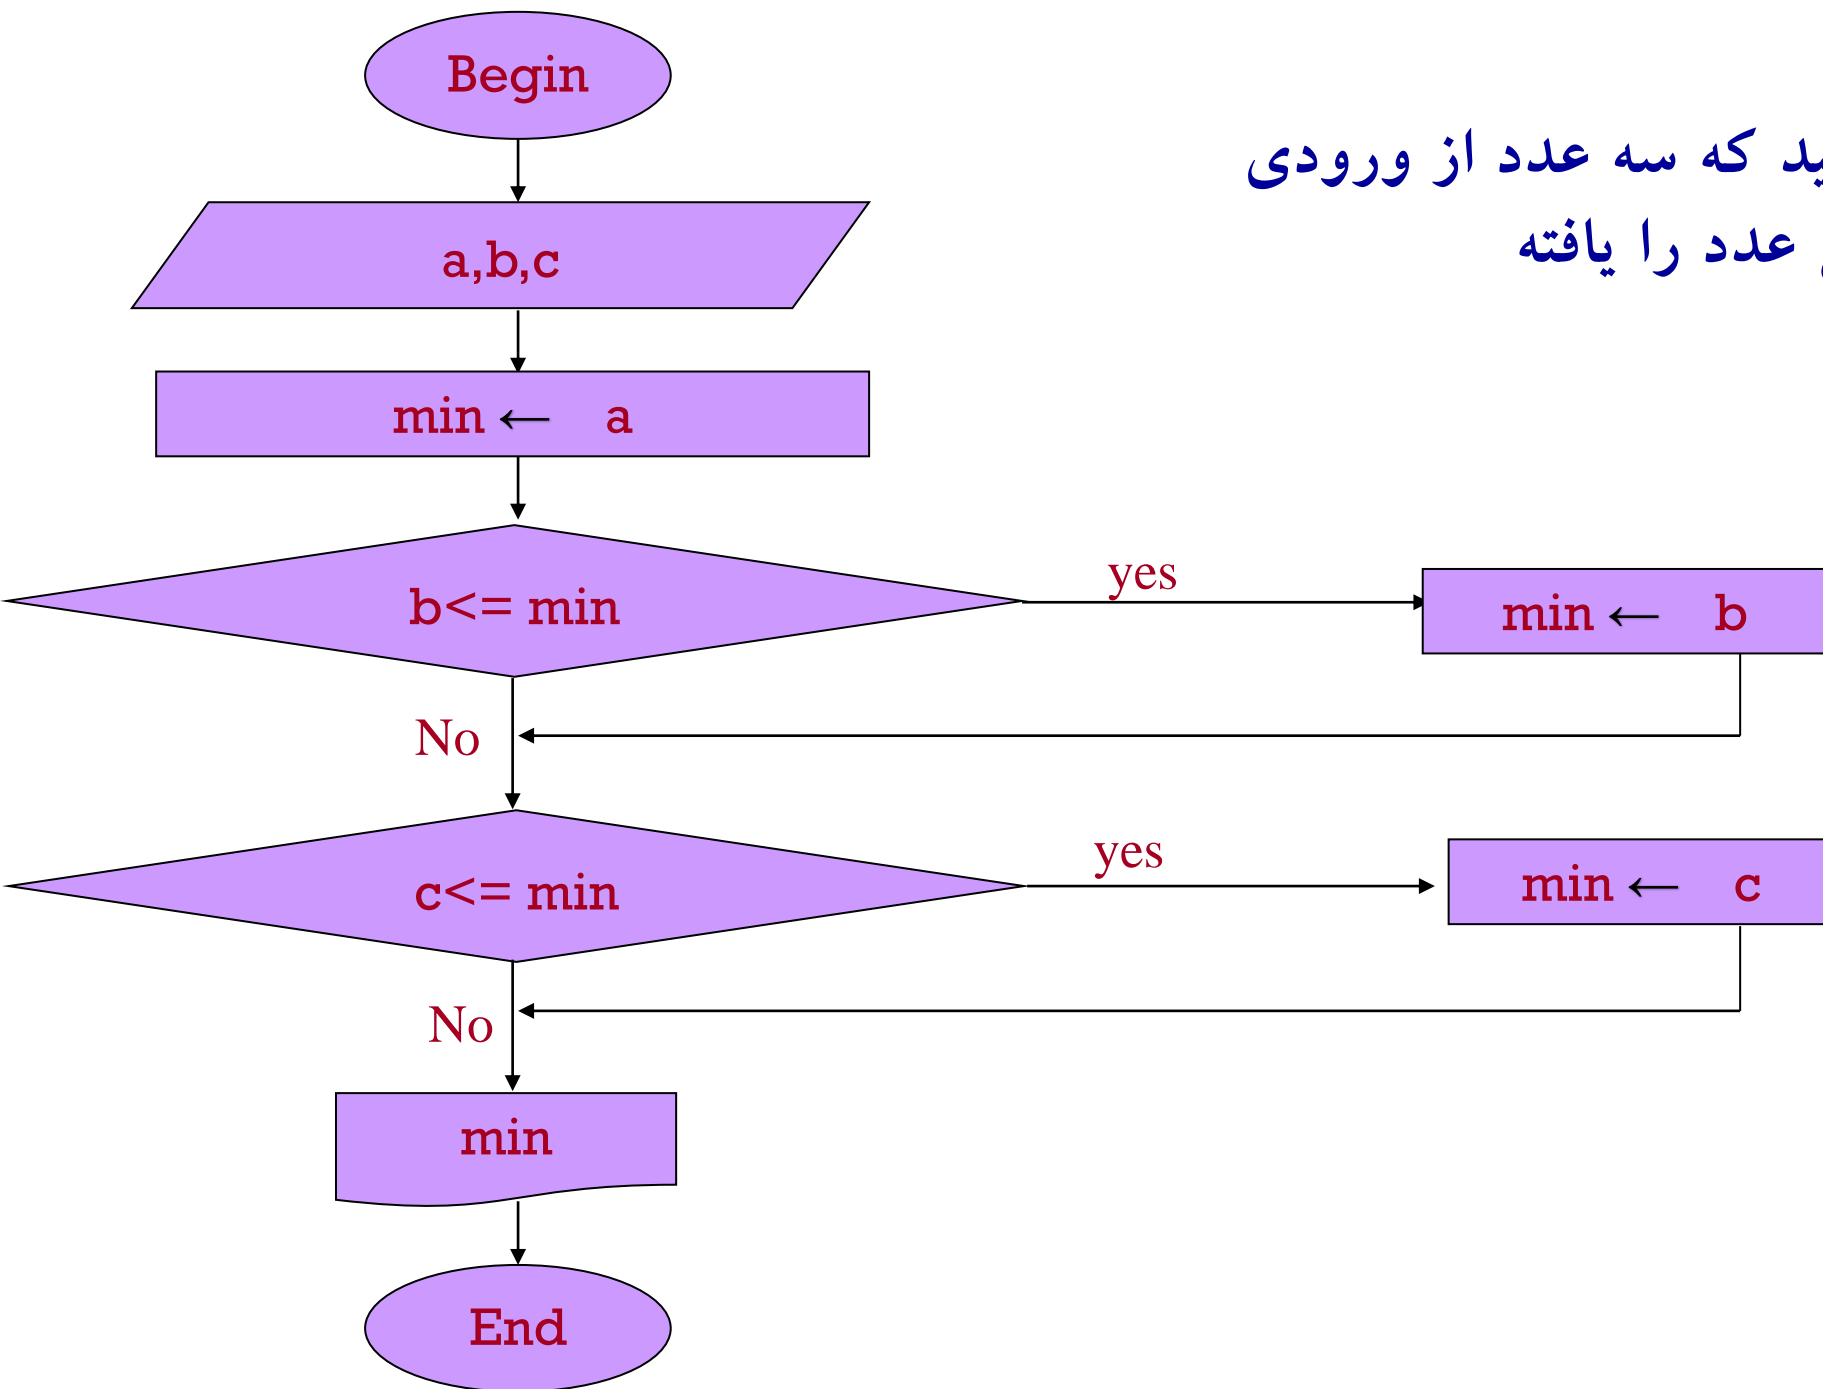 Begin
که سه عدد از ورودی
a,b,c
عدد را یافته
min ← a
b<= min
yes
min ← b
No
c<= min
yes
min ← c
No
min
End